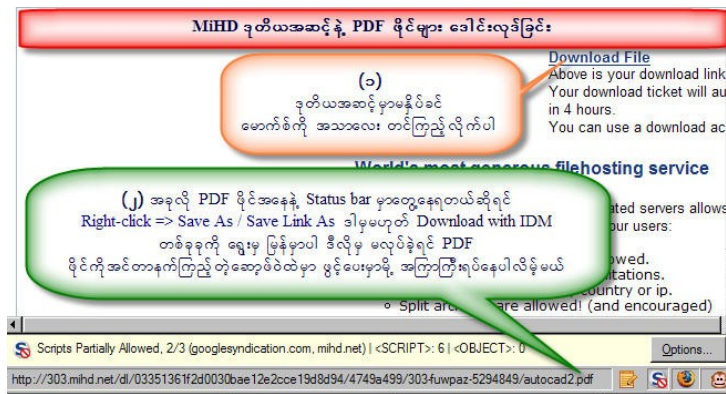 MiHD ဒုတိယအဆင့်နဲ့ PDF ဖိုင်များ ဒေါင်းလုဒ်ခြင်း
Download File
Above is your download link
Your download ticket will au
in 4 hours.
You can use a download ac
(၁)
ဒုတိယအဆင့်မှာမနှိပ်ခင်
မောက်စ်ကို အသာလေး တင်ကြည့်လိုက်ပါ
World's most generous filehosting service
ated servers allows
our users:
(၂) အခုလို PDF ဖိုင်အနေနဲ့ Status bar မှာတွေ့နေရတယ်ဆိုရင်
Right-click => Save As / Save Link As ဒါမှမဟုတ် Download with IDM
တစ်ခုခုကို ရွေးမှ မြန်မှာပါ ဒီလိုမှ မလုပ်ခဲ့ရင် PDF
ဖိုင်ကိုအင်တာနက်ကြည့်တဲ့ဆော့ဖ်ဝဲထဲမှာ ဖွင့်ပေးမှာမို့ အကြာကြီးရပ်နေပါလိမ့်မယ်
owed.
itations.
country or ip.
Split are allowed! (and encouraged)
Scripts Partially Allowed, 2/3 (googlesyndication.com, mihd.net) | <SCRIPT>: 6 | <OBJECT>: 0
Options...
http://303.mihd.net/dl/03351361f2d0030bae12e2cce19d8d94/4749a499/303-fuwpaz-5294849/autocad2.pdf